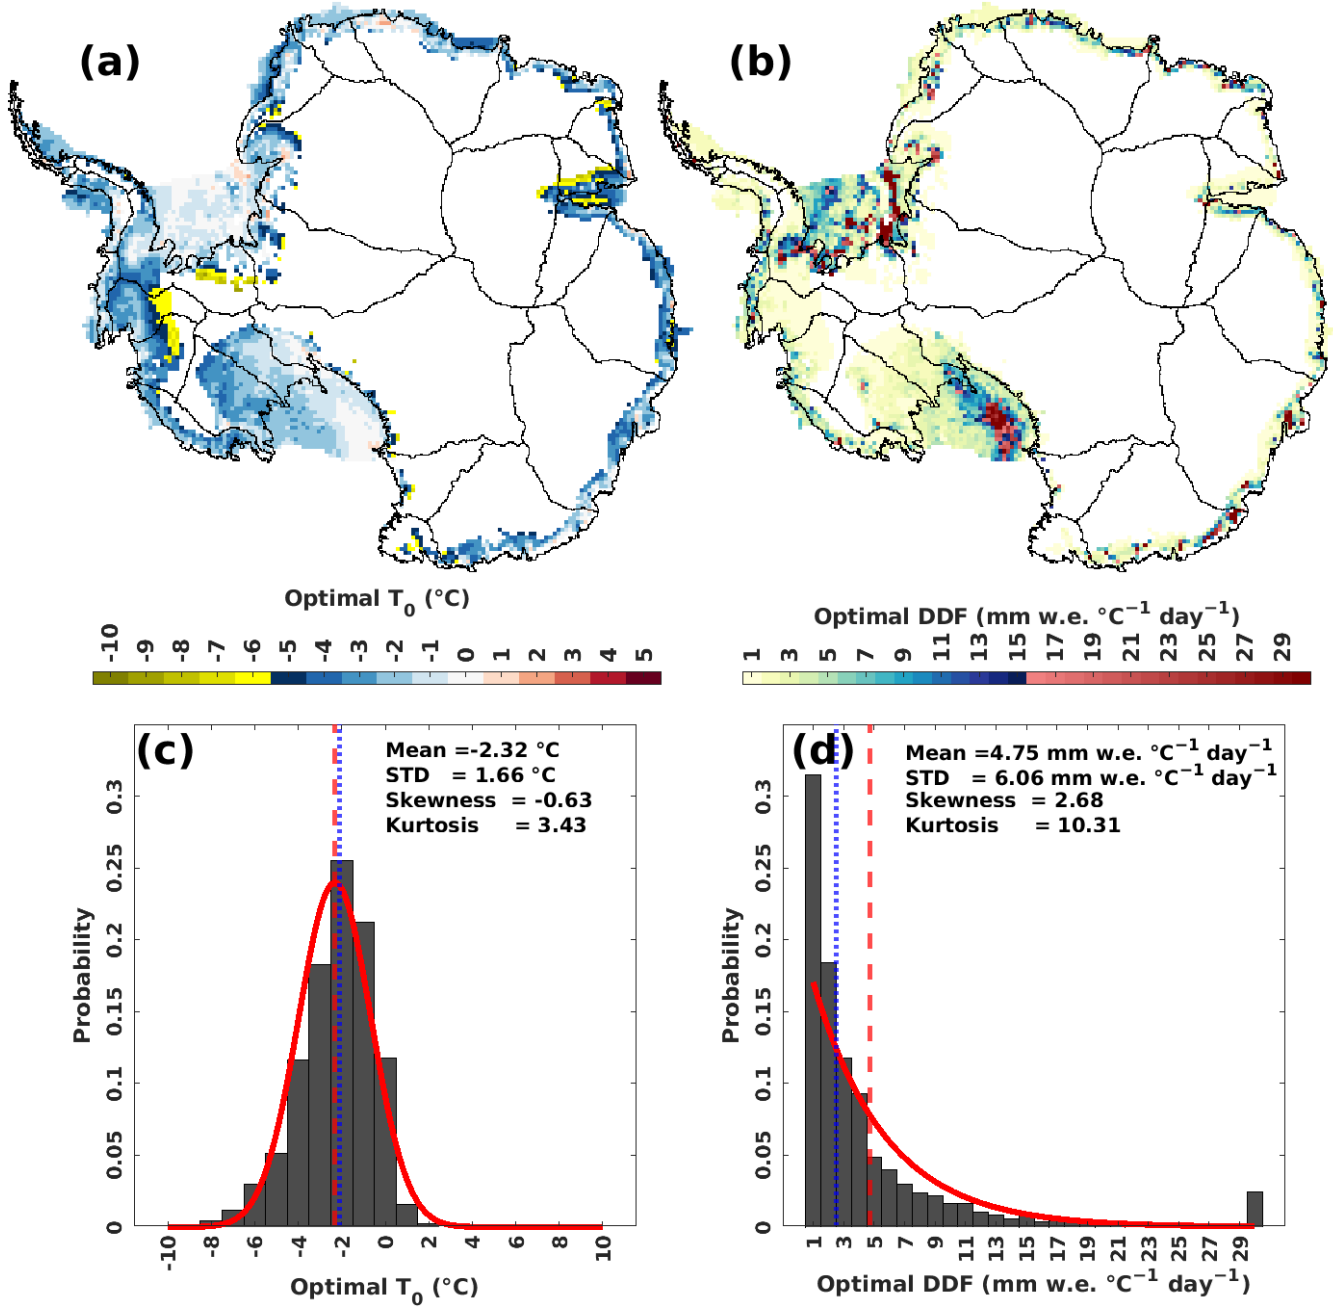 (a)
(b)
Optimal T0 (°C)
-10 -9 -8 -7 -6 -5 -4 -3 -2 -1 0 1 2 3 4 5
Optimal DDF (mm w.e. °C−1 day−1)
1 3 5 7 9 11 13 15 17 19 21 23 25 27 29
(c)
Mean =-2.32 °C
STD = 1.66 °C
Skewness = -0.63
Kurtosis = 3.43
Probability
0 0.05 0.1 0.15 0.2 0.25 0.3
-10 -8 -6 -4 -2 0 2 4 6 8 10
Optimal T0 (°C)
(d)
Mean =4.75 mm w.e. °C−1 day−1
STD = 6.06 mm w.e. °C−1 day−1
Skewness = 2.68
Kurtosis = 10.31
Probability
0 0.05 0.1 0.15 0.2 0.25 0.3
1 3 5 7 9 11 13 15 17 19 21 23 25 27 29
Optimal DDF (mm w.e. °C−1 day−1)